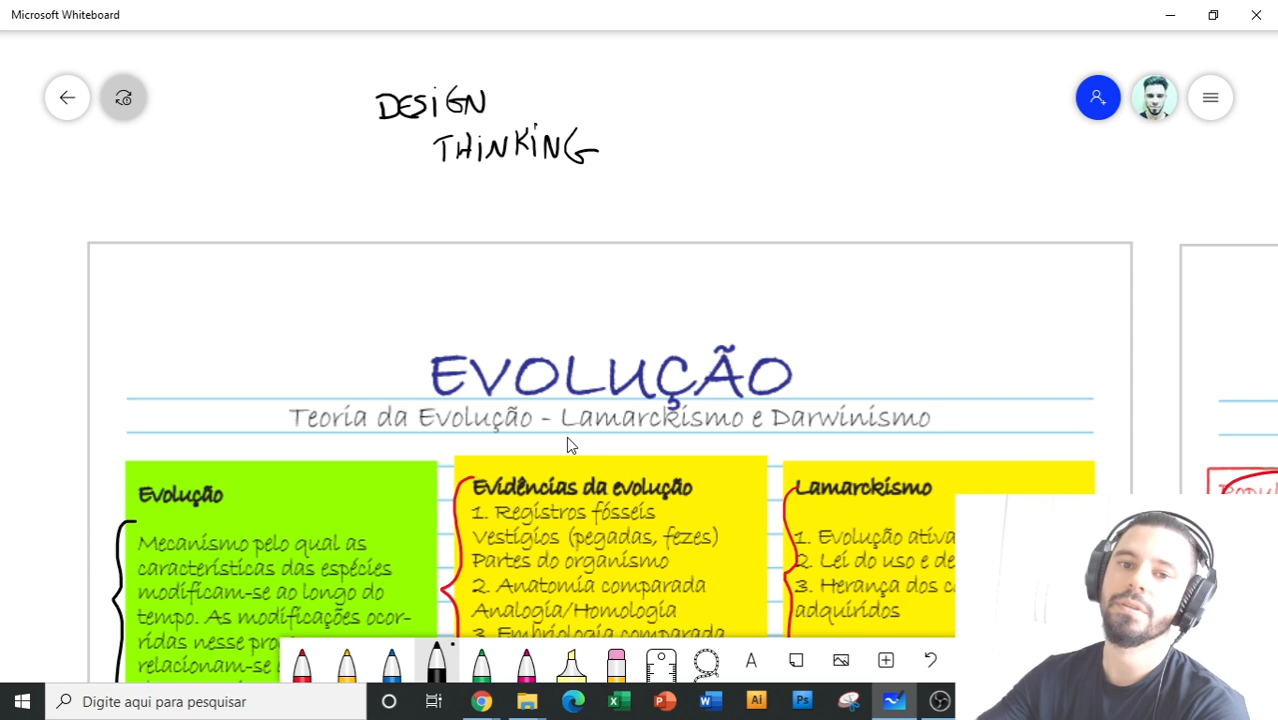 Microsoft Whiteboard
DESIGN
THINKING
EVOLUÇÃO
Teoria da Evolução - Lamarckismo e Darwinismo
Evolução
Mecanismo pelo qual as
características das espécies
modificam-se ao longo do
tempo. As modificações ocor-
ridas nesse
relacionam-se
Evidências da evolução
1. Registros fósseis
Vestígios (pegadas, fezes)
Partes do organismo
2. Anatomia comparada
Analogia/Homologia
3. Embriologia comparada
Lamarckismo
1. Evolução ativa
2. Lei do uso e de
3. Herança dos
adquiridos
A
Digite aqui para pesquisar